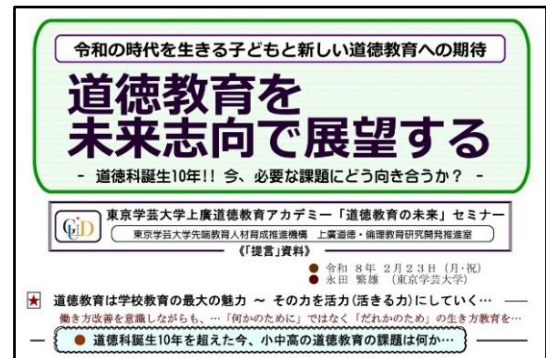 令和の時代を生きる子どもと新しい道徳教育への期待
道徳教育を
未来志向で展望する
- 道徳科誕生10年!! 今、必要な課題にどう向き合うか？ -
東京学芸大学上廣道徳教育アカデミー「道徳教育の未来」セミナー
東京学芸大学先端教育人材育成推進機構 上廣道徳・倫理教育研究開発推進室
《「提言」資料》
● 令和 8年 2月23日（月・祝）
● 永田 繁雄 （東京学芸大学）
★ 道徳教育は学校教育の最大の魅力 ～ その力を活力（活きる力）にしていく…
働き方改善を意識しながらも、…「何かのために」ではなく「だれかのため」の生き方教育を…
● 道徳科誕生10年を超えた今、小中高の道徳教育の課題は何か…